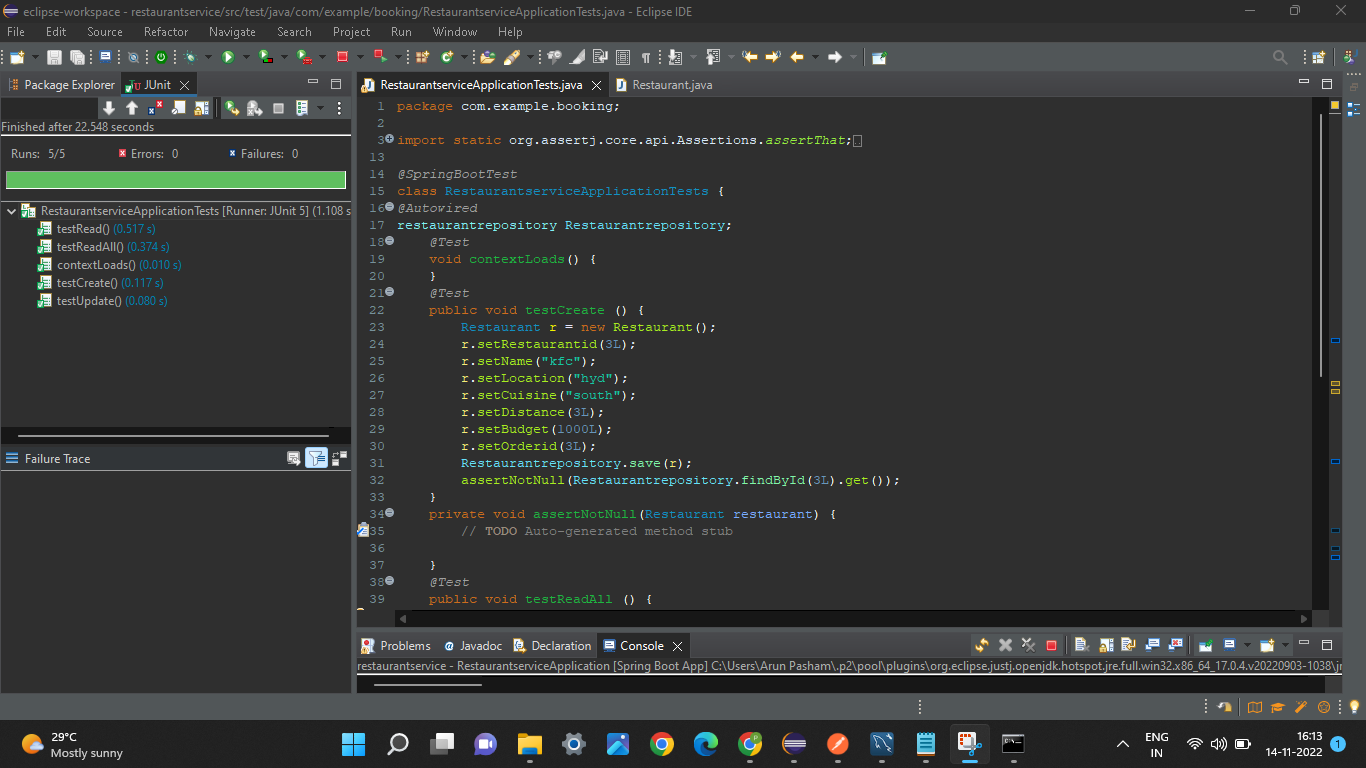 eclipse-workspace - restaurantservice/src/test/java/com/example/booking/RestaurantserviceApplicationTests.java - Eclipse IDE
File Edit Source Refactor Navigate Search Project Run Window Help
Package Explorer JUnit
Finished after 22.548 seconds
Runs: 5/5 Errors: 0 Failures: 0
RestaurantserviceApplicationTests [Runner: JUnit 5] (1.108 s
testRead() (0.517 s)
testReadAll() (0.374 s)
contextLoads() (0.010 s)
testCreate() (0.117 s)
testUpdate() (0.080 s)
Failure Trace
RestaurantserviceApplicationTests.java Restaurant.java
1 package com.example.booking;
2
3 import static org.assertj.core.api.Assertions.assertThat;
13
14 @SpringBootTest
15 class RestaurantserviceApplicationTests {
16 @Autowired
17 restaurantrepository Restaurantrepository;
18 @Test
19 void contextLoads() {
20 }
21 @Test
22 public void testCreate () {
23 Restaurant r = new Restaurant();
24 r.setRestaurantid(3L);
25 r.setName("kfc");
26 r.setLocation("hyd");
27 r.setCuisine("south");
28 r.setDistance(3L);
29 r.setBudget(1000L);
30 r.setOrderid(3L);
31 Restaurantrepository.save(r);
32 assertNotNull(Restaurantrepository.findById(3L).get());
33 }
34 private void assertNotNull(Restaurant restaurant) {
35 // TODO Auto-generated method stub
36
37 }
38 @Test
39 public void testReadAll () {
Problems Javadoc Declaration Console
restaurantservice - RestaurantserviceApplication [Spring Boot App] C:\Users\Arun Pasham\.p2\pool\plugins\org.eclipse.justj.openjdk.hotspot.jre.full.win32.x86_64_17.0.4.v20220903-1038\jr
29°C
Mostly sunny
ENG
IN
16:13
14-11-2022
1